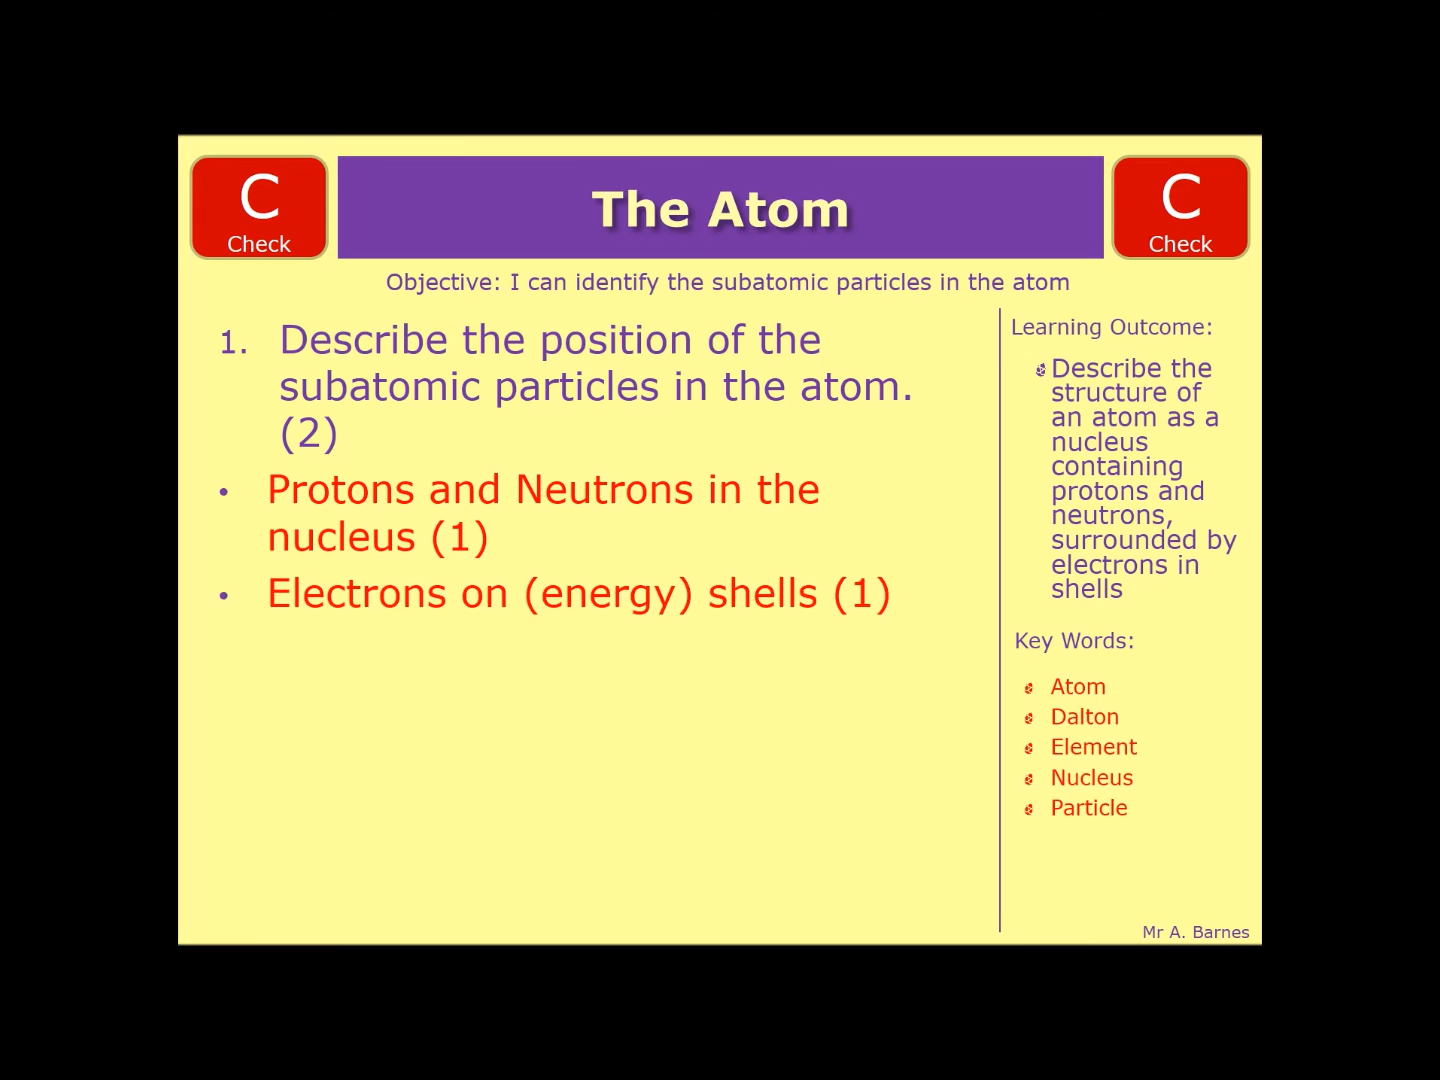 C
Check
The Atom
C
Check
Objective: I can identify the subatomic particles in the atom
1. Describe the position of the
subatomic particles in the atom.
(2)
• Protons and Neutrons in the
nucleus (1)
• Electrons on (energy) shells (1)
Learning Outcome:
Describe the
structure of
an atom as a
nucleus
containing
protons and
neutrons,
surrounded by
electrons in
shells
Key Words:
Atom
Dalton
Element
Nucleus
Particle
Mr A. Barnes